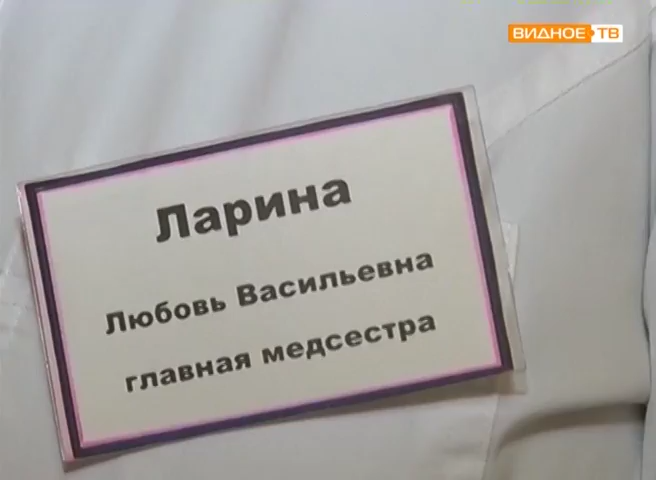 ВИДНОЕ ТВ
Ларина
Любовь Васильевна
главная медсестра